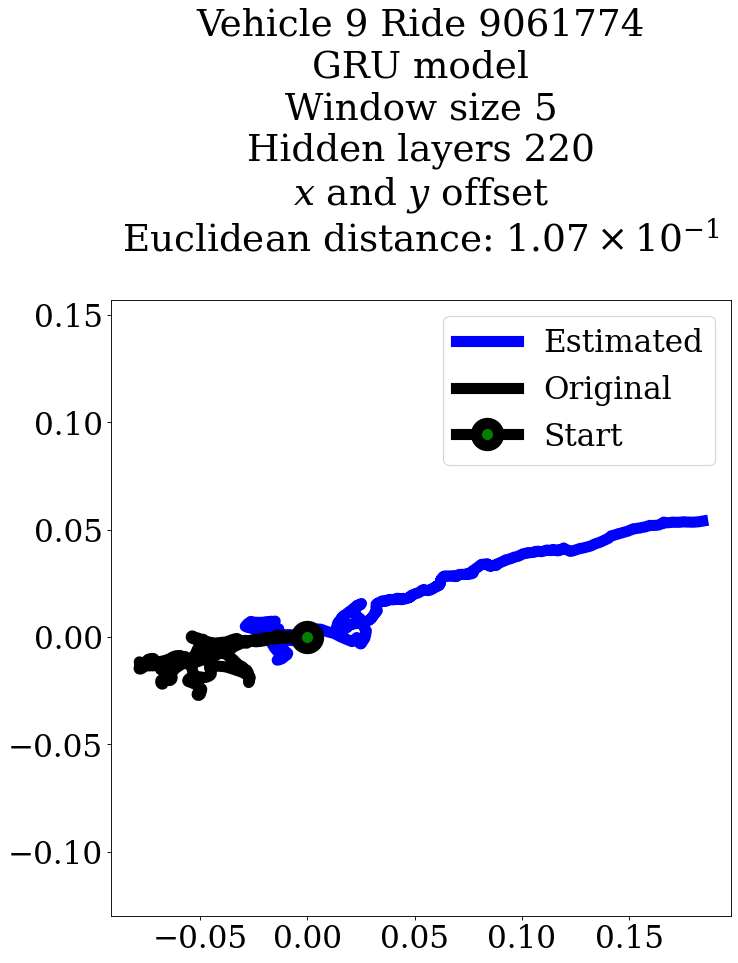 Vehicle 9 Ride 9061774
GRU model
Window size 5
Hidden layers 220
x and y offset
Euclidean distance: 1.07 × 10⁻¹
0.15
0.10
0.05
0.00
−0.05
−0.10
Estimated
Original
Start
−0.05 0.00 0.05 0.10 0.15